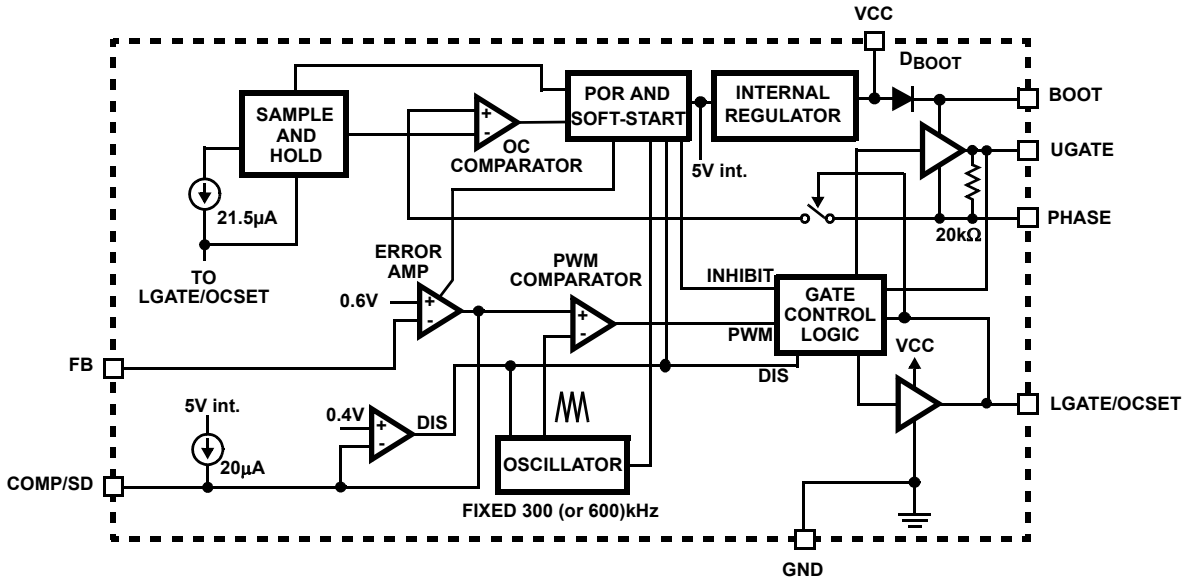 VCC
D_BOOT
BOOT
SAMPLE
AND
HOLD
+
-
OC
COMPARATOR
POR AND
SOFT-START
INTERNAL
REGULATOR
5V int.
UGATE
21.5µA
TO
LGATE/OCSET
20kΩ
PHASE
ERROR
AMP
0.6V
+
-
PWM
COMPARATOR
+
-
INHIBIT
PWM
DIS
GATE
CONTROL
LOGIC
FB
VCC
5V int.
0.4V
+
-
DIS
LGATE/OCSET
20µA
OSCILLATOR
COMP/SD
FIXED 300 (or 600)kHz
GND